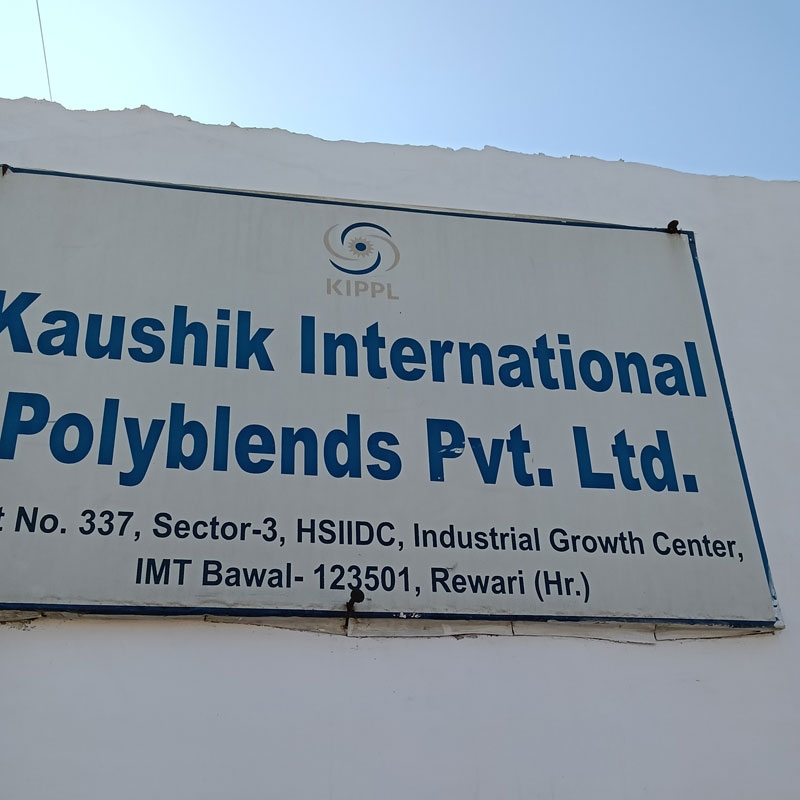 KIPPL
Kaushik International
Polyblends Pvt. Ltd.
No. 337, Sector-3, HSIIDC, Industrial Growth Center,
IMT Bawal- 123501, Rewari (Hr.)